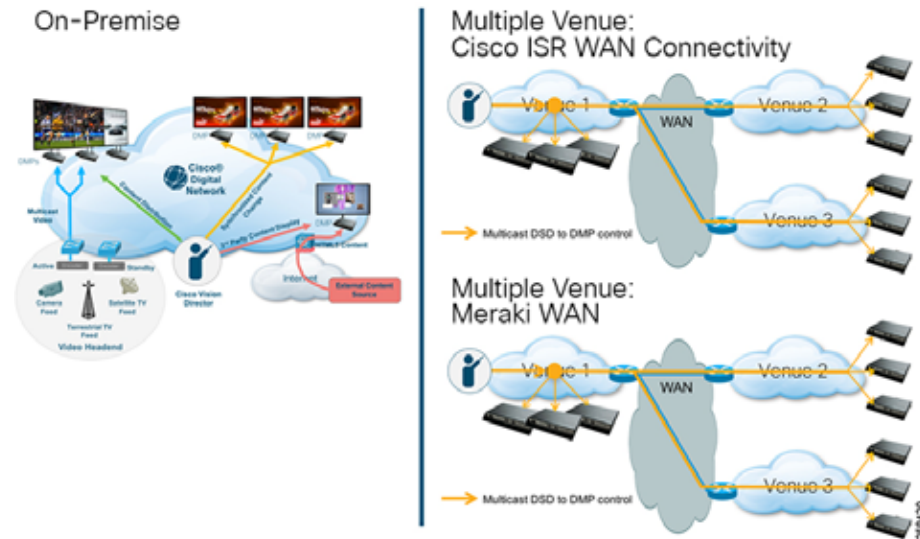 On-Premise
DMPs
DMP
DMP
DMP
Cisco®
Digital
Network
Multicast
Video
Content Distribution
Synchronized Content
Change
3rd Party Content Display
DMP
HTML5 Content
Internet
External Content
Source
Active
Standby
Cisco Vision
Director
Camera
Feed
Satellite TV
Feed
Terrestrial TV
Feed
Video Headend
Multiple Venue:
Cisco ISR WAN Connectivity
Venue 1
WAN
Venue 2
Venue 3
Multicast DSD to DMP control
Multiple Venue:
Meraki WAN
Venue 1
WAN
Venue 2
Venue 3
Multicast DSD to DMP control